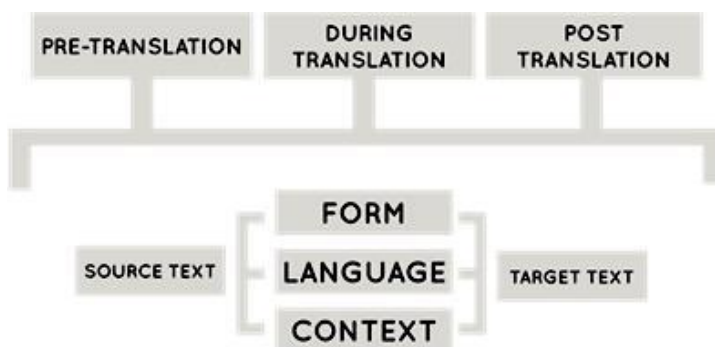 PRE-TRANSLATION
DURING
TRANSLATION
POST
TRANSLATION
FORM
SOURCE TEXT
LANGUAGE
TARGET TEXT
CONTEXT